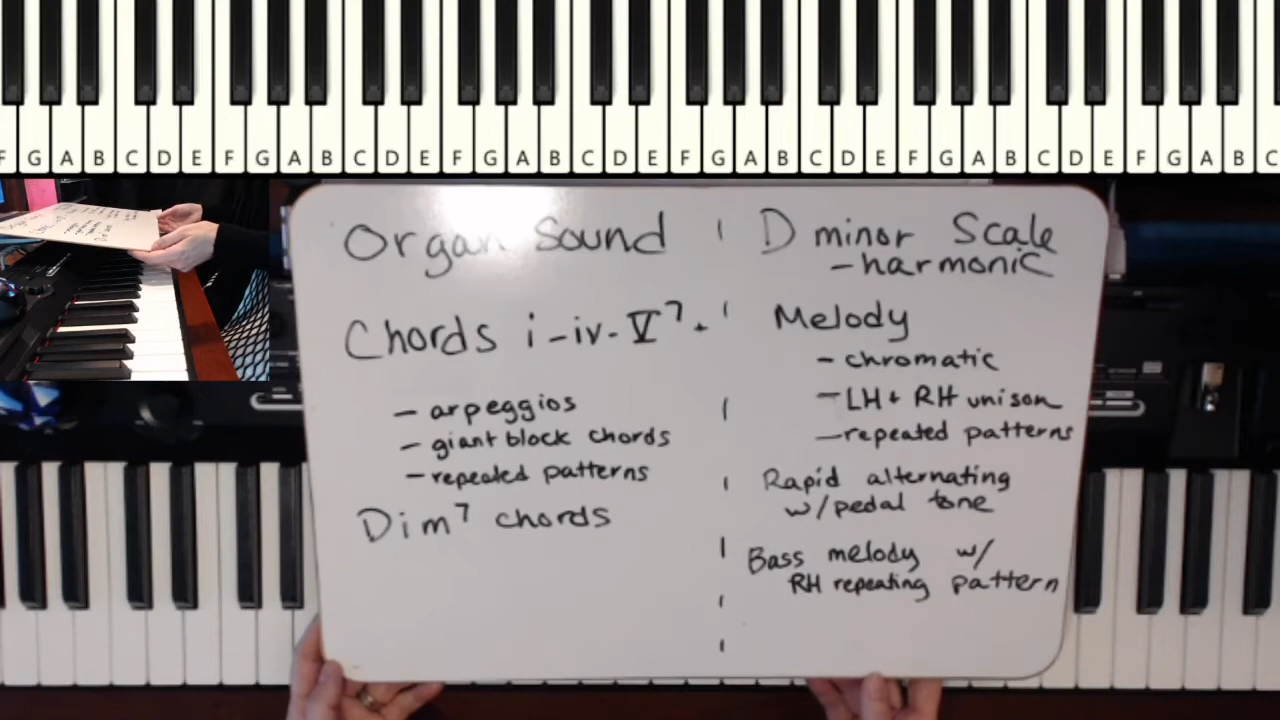 F G A B C D E F G A B C D E F G A B C D E F G A B C D E F G A B C D E F G A B C
Organ Sound
Chords i-iv-V7.
- arpeggios
- giant block chords
- repeated patterns
Dim7 chords
D minor Scale
- harmonic
Melody
- chromatic
- LH + RH unison
- repeated patterns
Rapid alternating
w/pedal tone
Bass melody w/
RH repeating pattern